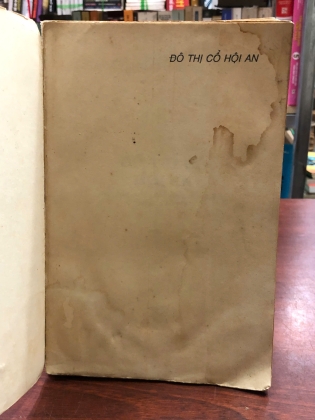 ĐÔ THỊ CỔ HỘI AN